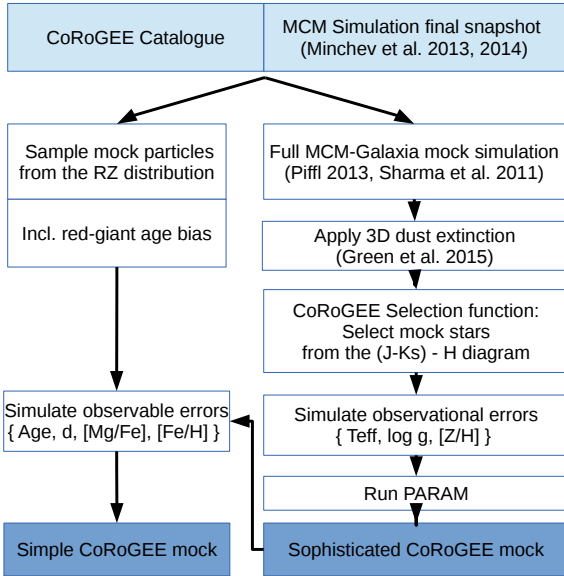 CoRoGEE Catalogue
MCM Simulation final snapshot
(Minchev et al. 2013, 2014)
Sample mock particles
from the RZ distribution
Incl. red-giant age bias
Full MCM-Galaxia mock simulation
(Piffl 2013, Sharma et al. 2011)
Apply 3D dust extinction
(Green et al. 2015)
CoRoGEE Selection function:
Select mock stars
from the (J-Ks) - H diagram
Simulate observable errors
{ Age, d, [Mg/Fe], [Fe/H] }
Simulate observational errors
{ Teff, log g, [Z/H] }
Run PARAM
Simple CoRoGEE mock
Sophisticated CoRoGEE mock